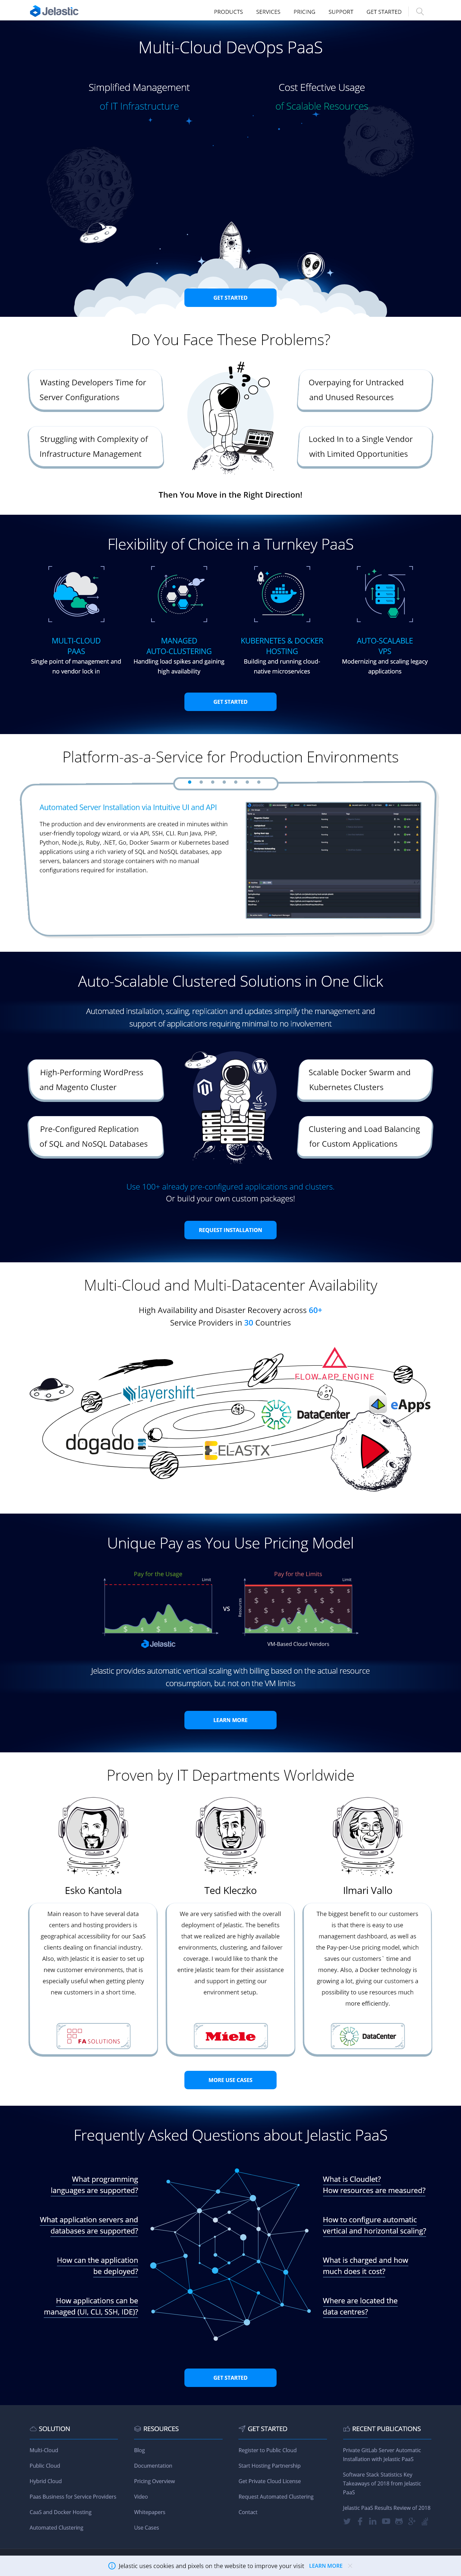 Jelastic
PRODUCTS SERVICES PRICING SUPPORT GET STARTED
Multi-Cloud DevOps PaaS
Simplified Management
of IT Infrastructure
Cost Effective Usage
of Scalable Resources
GET STARTED
Do You Face These Problems?
Wasting Developers Time for
Server Configurations
Overpaying for Untracked
and Unused Resources
Struggling with Complexity of
Infrastructure Management
Locked In to a Single Vendor
with Limited Opportunities
Then You Move in the Right Direction!
Flexibility of Choice in a Turnkey PaaS
MULTI-CLOUD
PAAS
Single point of management and
no vendor lock in
MANAGED
AUTO-CLUSTERING
Handling load spikes and gaining
high availability
KUBERNETES & DOCKER
HOSTING
Building and running cloud-
native microservices
AUTO-SCALABLE
VPS
Modernizing and scaling legacy
applications
GET STARTED
Platform-as-a-Service for Production Environments
Automated Server Installation via Intuitive UI and API
The production and dev environments are created in minutes within
user-friendly topology wizard, or via API, SSH, CLI. Run Java, PHP,
Python, Node.js, Ruby, .NET, Go, Docker Swarm or Kubernetes based
applications using a rich variety of SQL and NoSQL databases, app
servers, balancers and storage containers with no manual
configurations required for installation.
Auto-Scalable Clustered Solutions in One Click
Automated installation, scaling, replication and updates simplify the management and
support of applications requiring minimal to no involvement
High-Performing WordPress
and Magento Cluster
Scalable Docker Swarm and
Kubernetes Clusters
Pre-Configured Replication
of SQL and NoSQL Databases
Clustering and Load Balancing
for Custom Applications
Use 100+ already pre-configured applications and clusters.
Or build your own custom packages!
REQUEST INSTALLATION
Multi-Cloud and Multi-Datacenter Availability
High Availability and Disaster Recovery across 60+
Service Providers in 30 Countries
FLOW APP ENGINE
layershift
eApps
DataCenter
dogado
ELASTX
Unique Pay as You Use Pricing Model
Pay for the Usage
Limit
VS
Pay for the Limits
Limit
Resources
Jelastic
VM-Based Cloud Vendors
Jelastic provides automatic vertical scaling with billing based on the actual resource
consumption, but not on the VM limits
LEARN MORE
Proven by IT Departments Worldwide
Esko Kantola
Main reason to have several data
centers and hosting providers is
geographical accessibility for our SaaS
clients dealing on financial industry.
Also, with Jelastic it is easier to set up
new customer environments, that is
especially useful when getting plenty
new customers in a short time.
FA SOLUTIONS
Ted Kleczko
We are very satisfied with the overall
deployment of Jelastic. The benefits
that we realized are highly available
environments, clustering, and failover
coverage. I would like to thank the
entire Jelastic team for their assistance
and support in getting our
environment setup.
Miele
Ilmari Vallo
The biggest benefit to our customers
is that there is easy to use
management dashboard, as well as
the Pay-per-Use pricing model, which
saves our customers` time and
money. Also, a Docker technology is
growing a lot, giving our customers a
possibility to use resources much
more efficiently.
DataCenter
MORE USE CASES
Frequently Asked Questions about Jelastic PaaS
What programming
languages are supported?
What application servers and
databases are supported?
How can the application
be deployed?
How applications can be
managed (UI, CLI, SSH, IDE)?
What is Cloudlet?
How resources are measured?
How to configure automatic
vertical and horizontal scaling?
What is charged and how
much does it cost?
Where are located the
data centres?
GET STARTED
SOLUTION
Multi-Cloud
Public Cloud
Hybrid Cloud
Paas Business for Service Providers
CaaS and Docker Hosting
Automated Clustering
RESOURCES
Blog
Documentation
Pricing Overview
Video
Whitepapers
Use Cases
GET STARTED
Register to Public Cloud
Start Hosting Partnership
Get Private Cloud License
Request Automated Clustering
Contact
RECENT PUBLICATIONS
Private GitLab Server Automatic
Installation with Jelastic PaaS
Software Stack Statistics Key
Takeaways of 2018 from Jelastic
PaaS
Jelastic PaaS Results Review of 2018
Jelastic uses cookies and pixels on the website to improve your visit LEARN MORE